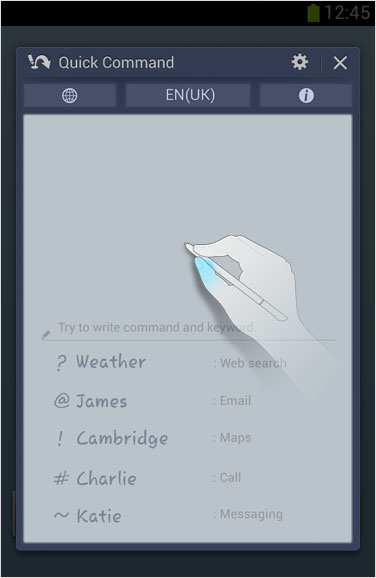 12:45
Quick Command
EN(UK)
Try to write command and keyword.
? Weather : Web search
@ James : Email
! Cambridge : Maps
# Charlie : Call
~ Katie : Messaging